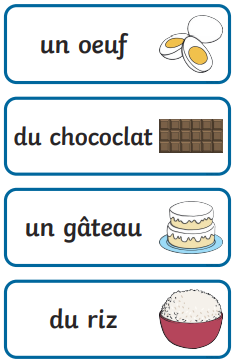 un oeuf
du chococlat
un gâteau
du riz